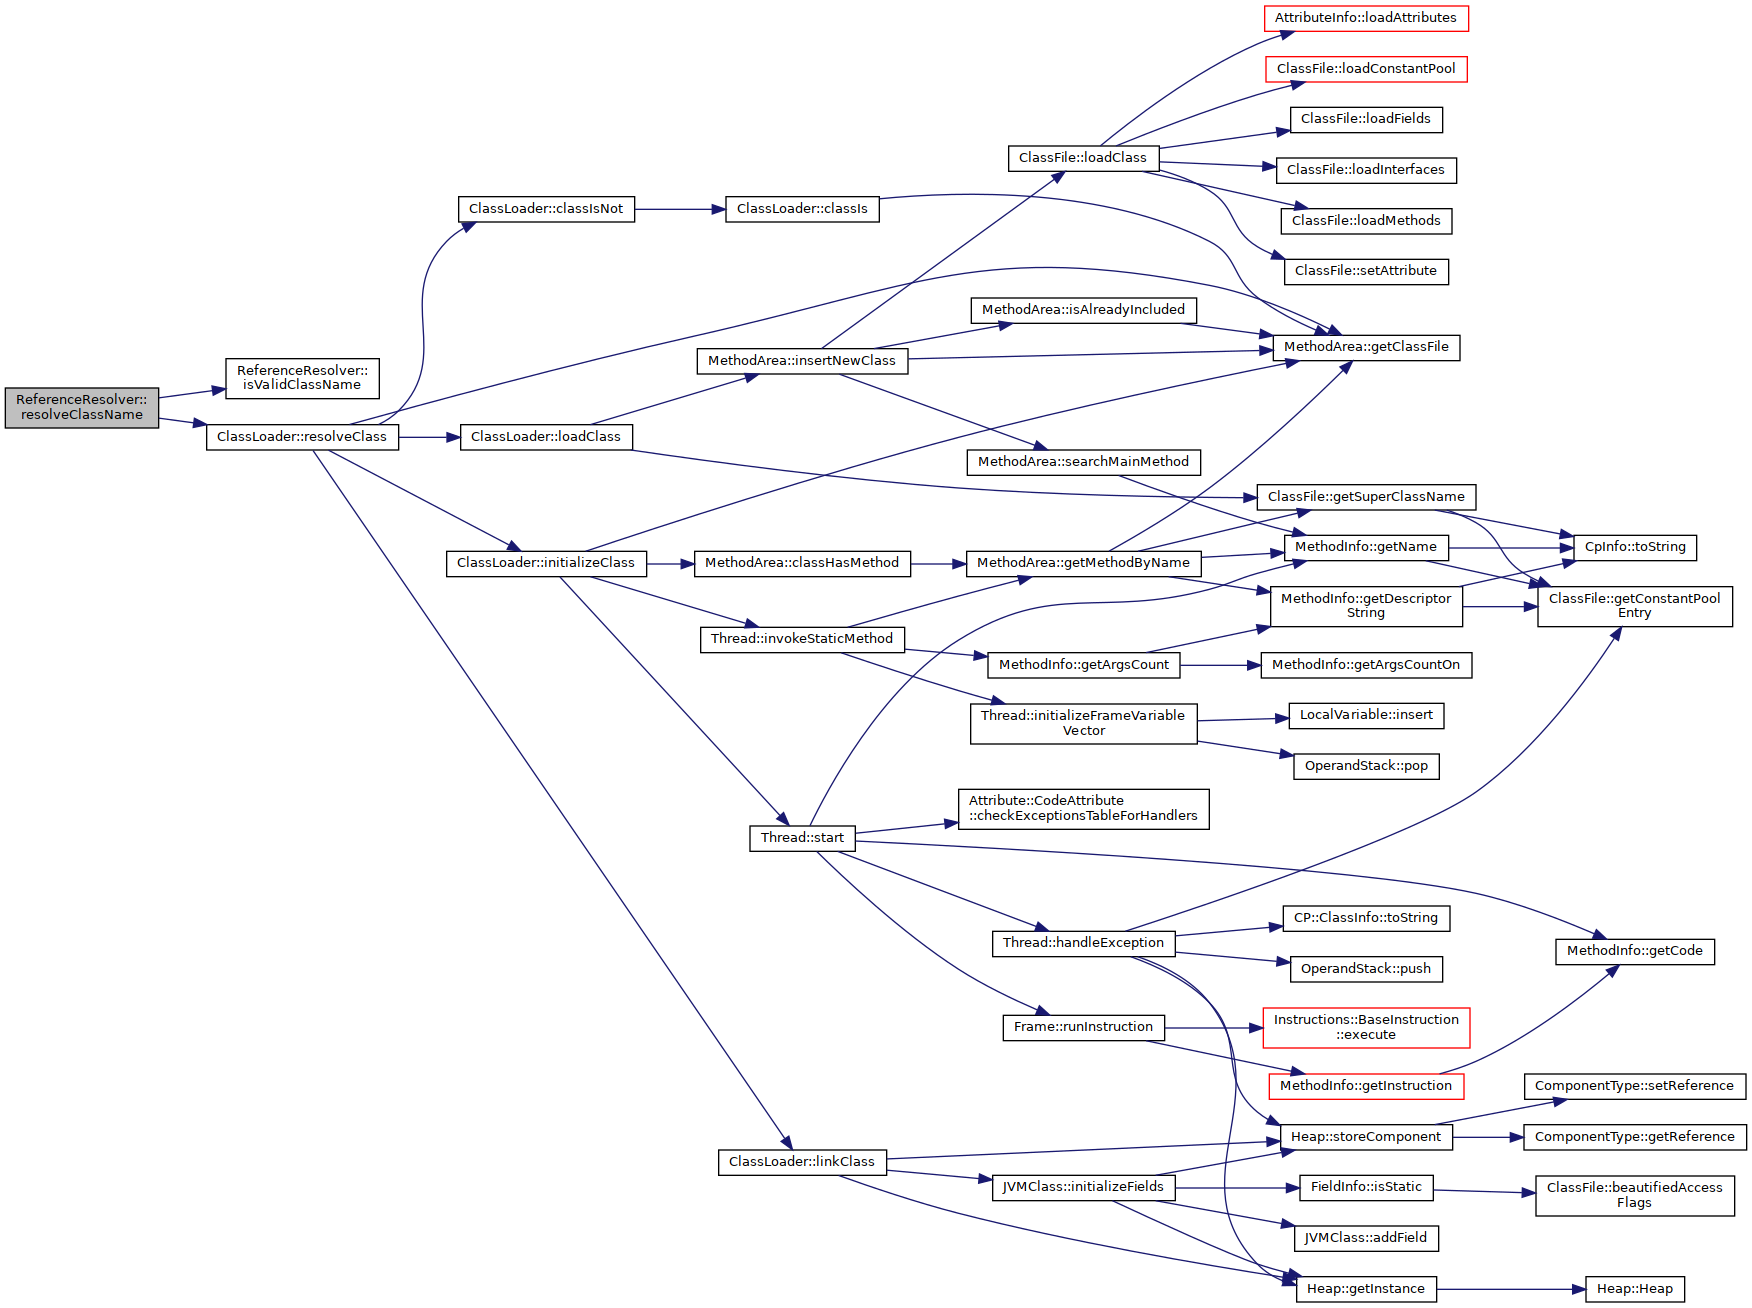 AttributeInfo::loadAttributes
ClassFile::loadConstantPool
ClassFile::loadFields
ClassFile::loadClass
ClassFile::loadInterfaces
ClassLoader::classIsNot
ClassLoader::classIs
ClassFile::loadMethods
ClassFile::setAttribute
MethodArea::isAlreadyIncluded
MethodArea::getClassFile
MethodArea::insertNewClass
ReferenceResolver::
isValidClassName
ReferenceResolver::
resolveClassName
ClassLoader::resolveClass
ClassLoader::loadClass
MethodArea::searchMainMethod
ClassFile::getSuperClassName
MethodInfo::getName
CpInfo::toString
ClassLoader::initializeClass
MethodArea::classHasMethod
MethodArea::getMethodByName
MethodInfo::getDescriptor
String
ClassFile::getConstantPool
Entry
Thread::invokeStaticMethod
MethodInfo::getArgsCount
MethodInfo::getArgsCountOn
Thread::initializeFrameVariable
Vector
LocalVariable::insert
OperandStack::pop
Attribute::CodeAttribute
::checkExceptionsTableForHandlers
Thread::start
CP::ClassInfo::toString
Thread::handleException
MethodInfo::getCode
OperandStack::push
Frame::runInstruction
Instructions::BaseInstruction
::execute
MethodInfo::getInstruction
ComponentType::setReference
Heap::storeComponent
ComponentType::getReference
ClassLoader::linkClass
JVMClass::initializeFields
FieldInfo::isStatic
ClassFile::beautifiedAccess
Flags
JVMClass::addField
Heap::getInstance
Heap::Heap